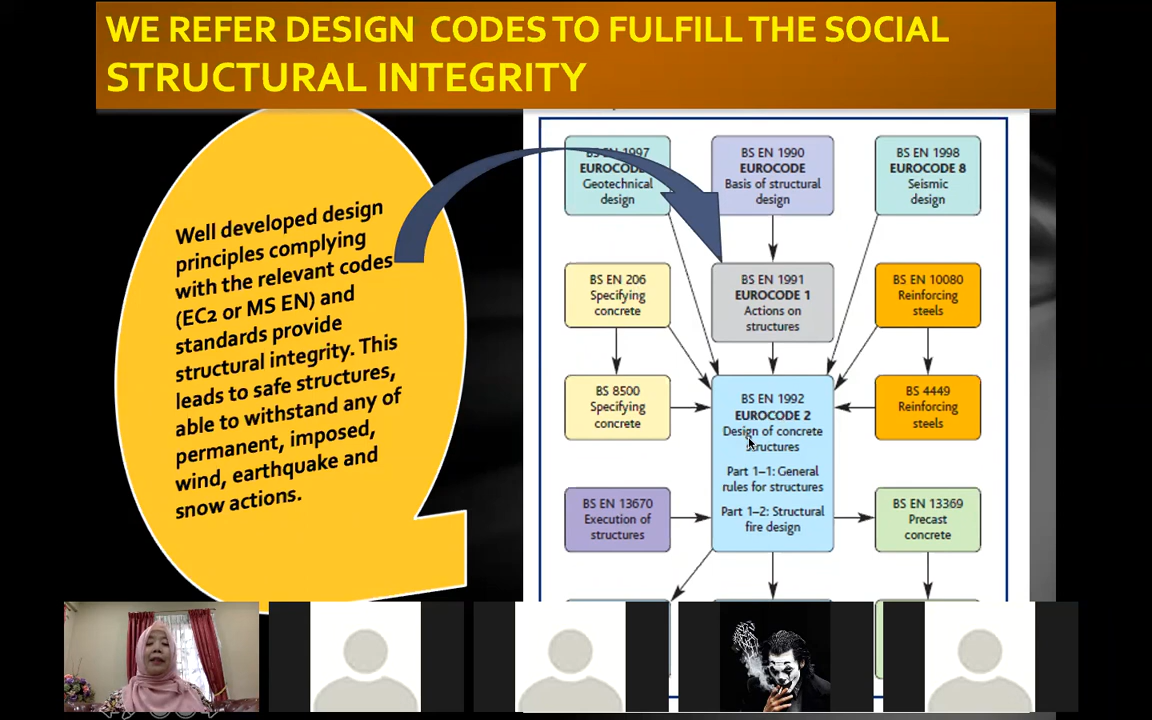 WE REFER DESIGN CODES TO FULFILL THE SOCIAL
STRUCTURAL INTEGRITY
Well developed design
principles complying
with the relevant codes
(EC2 or MS EN) and
standards provide
structural integrity. This
leads to safe structures,
able to withstand any of
permanent, imposed,
wind, earthquake and
snow actions.
BS EN 1997
EUROCODE
Geotechnical
design
BS EN 1990
EUROCODE
Basis of structural
design
BS EN 1998
EUROCODE 8
Seismic
design
BS EN 206
Specifying
concrete
BS EN 1991
EUROCODE 1
Actions on
structures
BS EN 10080
Reinforcing
steels
BS 8500
Specifying
concrete
BS EN 1992
EUROCODE 2
Design of concrete
structures
Part 1–1: General
rules for structures
Part 1–2: Structural
fire design
BS 4449
Reinforcing
steels
BS EN 13670
Execution of
structures
BS EN 13369
Precast
concrete